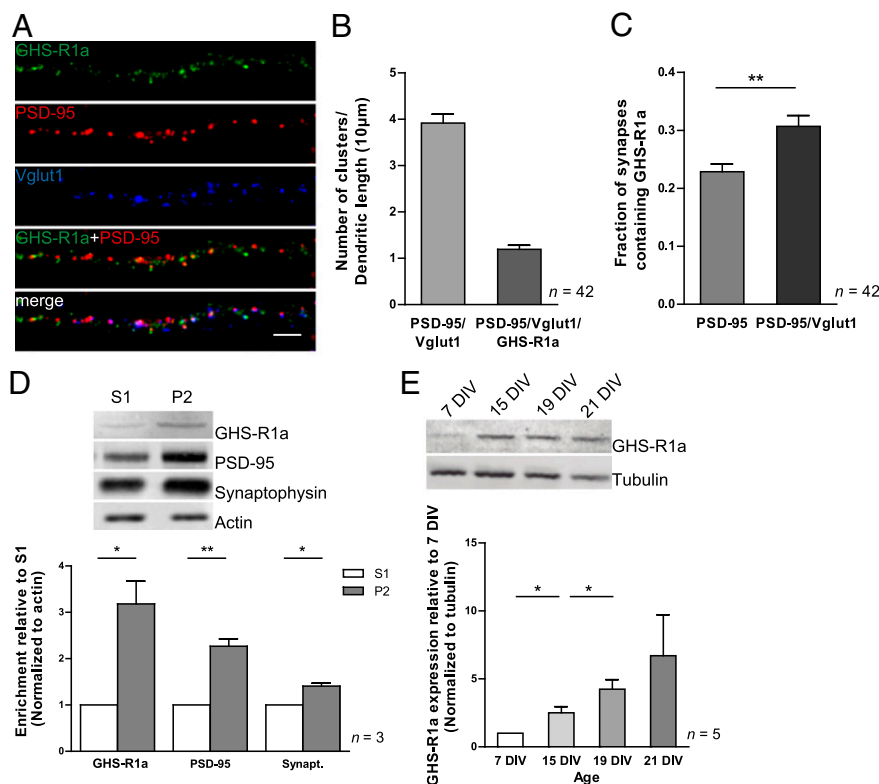 A
GHS-R1a
PSD-95
Vglut1
GHS-R1a+PSD-95
merge
B
Number of clusters/
Dendritic length (10µm)
5
4
3
2
1
0
PSD-95/
Vglut1
PSD-95/Vglut1/
GHS-R1a
n = 42
C
Fraction of synapses
containing GHS-R1a
0.4
0.3
0.2
0.1
0.0
**
PSD-95
PSD-95/Vglut1
n = 42
D
S1
P2
GHS-R1a
PSD-95
Synaptophysin
Actin
Enrichment relative to S1
(Normalized to actin)
4
3
2
1
0
*
**
*
S1
P2
GHS-R1a
PSD-95
Synapt.
n = 3
E
7 DIV
15 DIV
19 DIV
21 DIV
GHS-R1a
Tubulin
GHS-R1a expression relative to 7 DIV
(Normalized to tubulin)
15
10
5
0
*
*
7 DIV
15 DIV
19 DIV
21 DIV
Age
n = 5